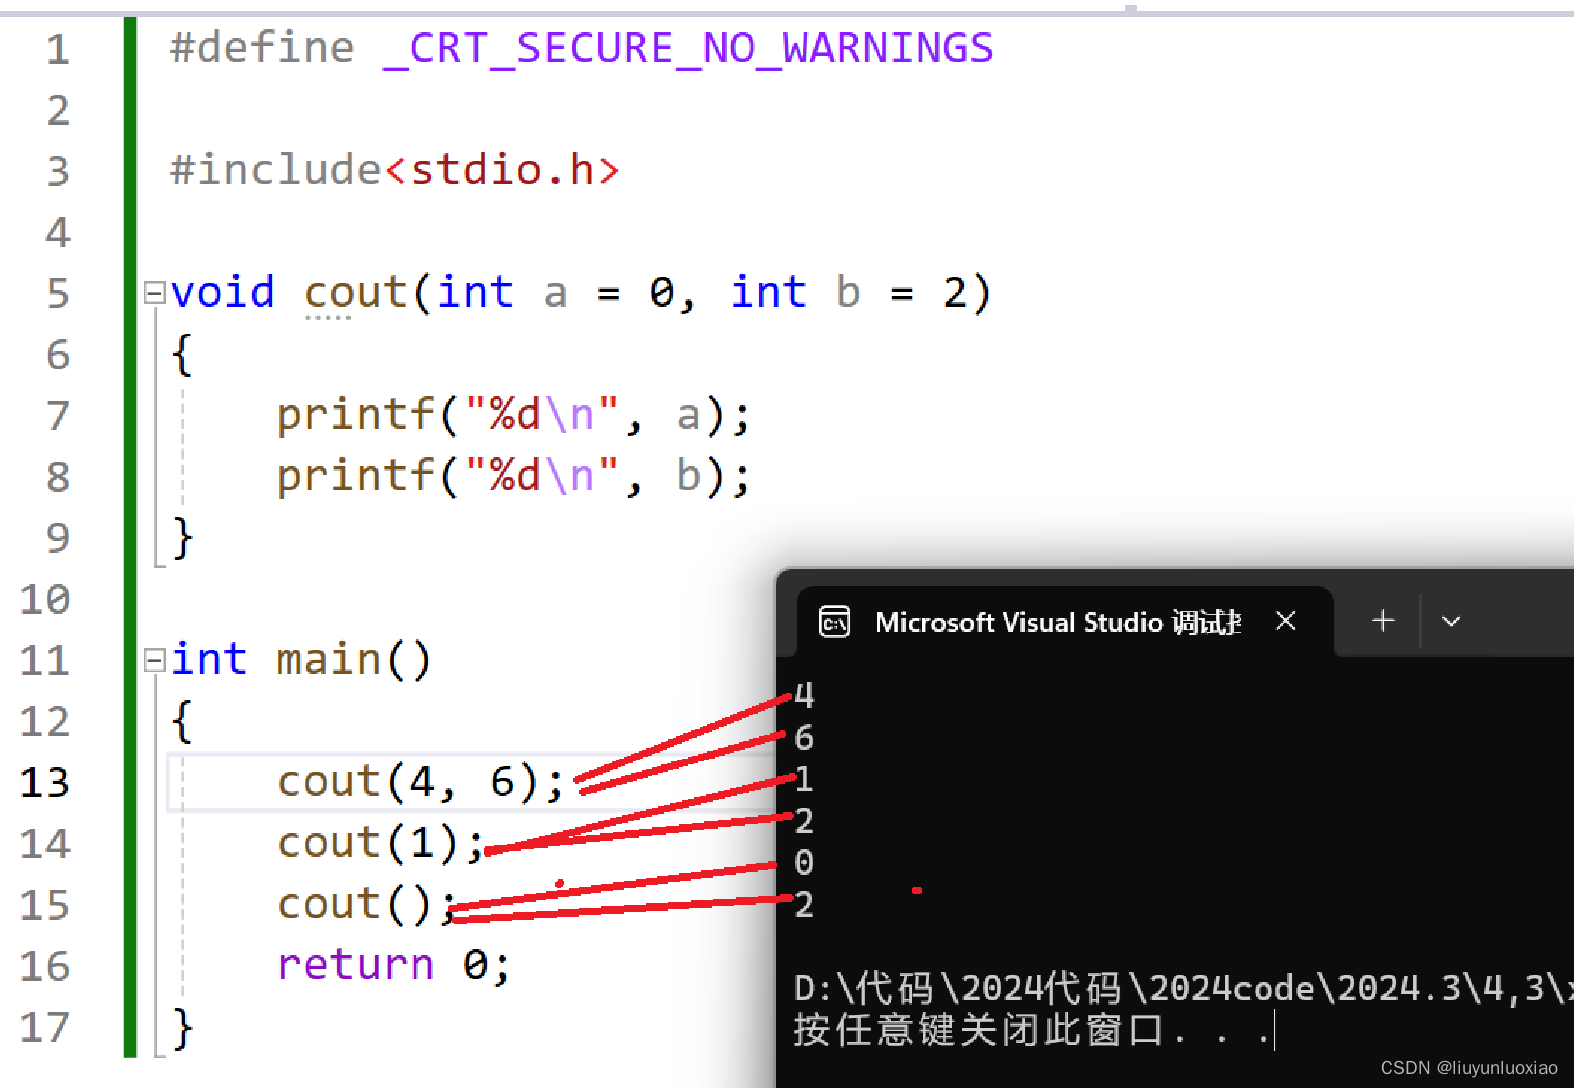 1 #define _CRT_SECURE_NO_WARNINGS
2
3 #include<stdio.h>
4
5 void cout(int a = 0, int b = 2)
6 {
7 printf("%d\n", a);
8 printf("%d\n", b);
9 }
10
11 int main()
12 {
13 cout(4, 6);
14 cout(1);
15 cout();
16 return 0;
17 }
Microsoft Visual Studio 调试
4
6
1
2
0
2
D:\代码\2024代码\2024code\2024.3\4,3\
按任意键关闭此窗口. . .
CSDN @liuyunluoxiao